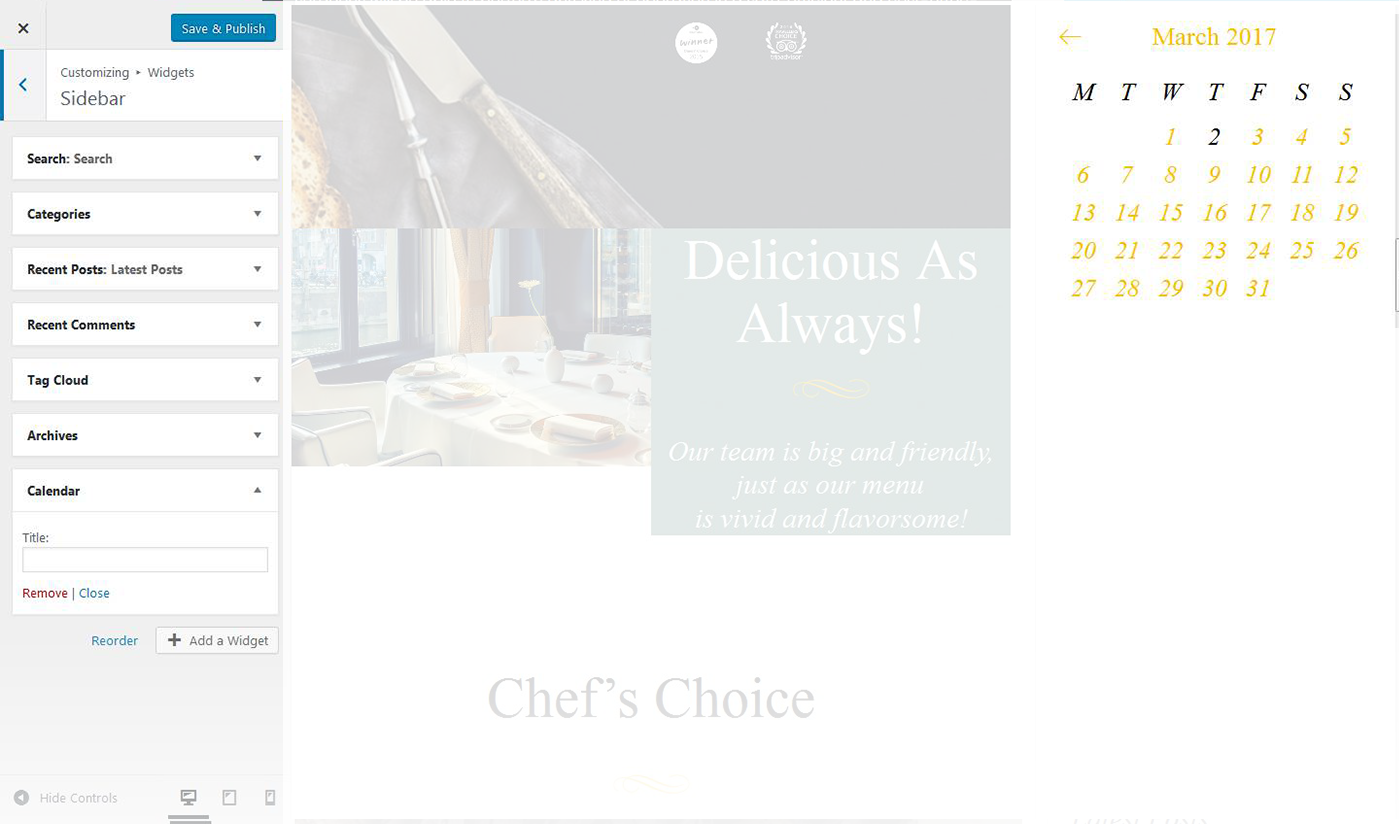 Save & Publish
Customizing ▸ Widgets
Sidebar
Search: Search
Categories
Recent Posts: Latest Posts
Recent Comments
Tag Cloud
Archives
Calendar
Title:
Remove | Close
Reorder
Add a Widget
Hide Controls
winner
CHOICE
tripadvisor
Delicious As
Always!
Our team is big and friendly,
just as our menu
is vivid and flavorsome!
Chef’s Choice
← March 2017
M T W T F S S
1 2 3 4 5
6 7 8 9 10 11 12
13 14 15 16 17 18 19
20 21 22 23 24 25 26
27 28 29 30 31